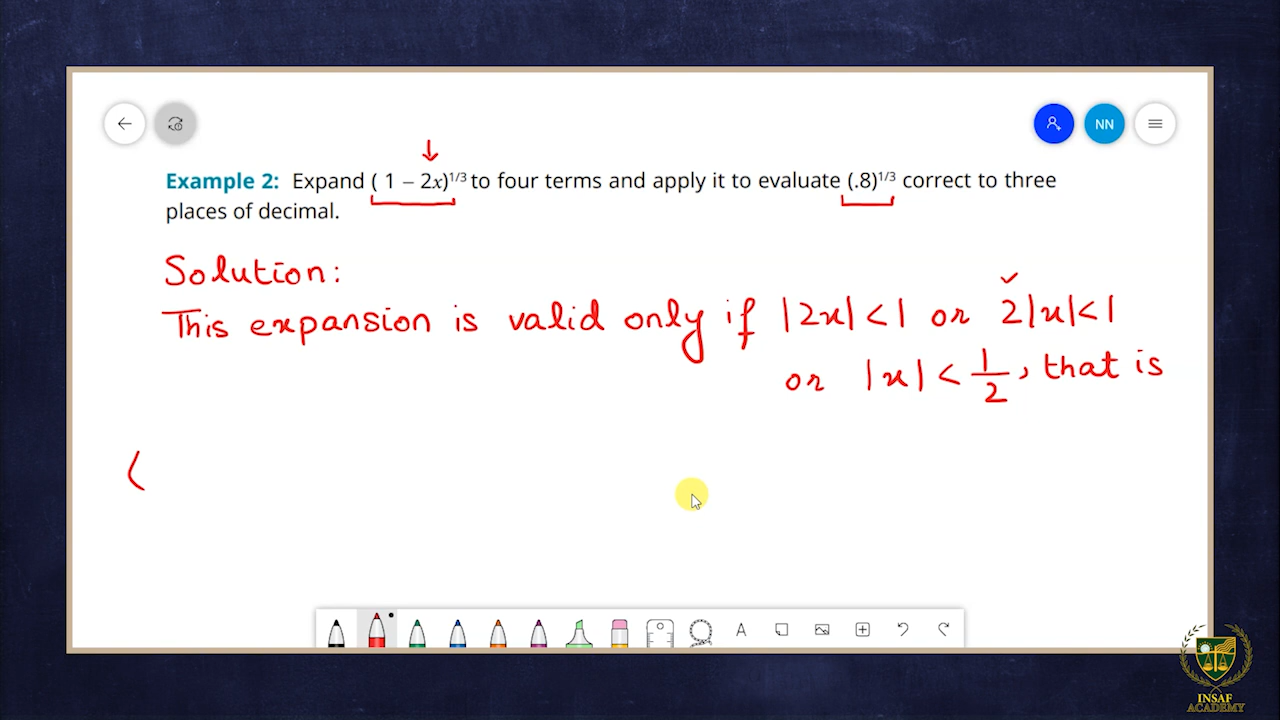 NN
Example 2: Expand ( 1 − 2x)^1/3 to four terms and apply it to evaluate (.8)^1/3 correct to three
places of decimal.
Solution:
This expansion is valid only if |2x| < 1 or 2|x| < 1
or |x| < 1/2, that is
(
A
INSAF
ACADEMY